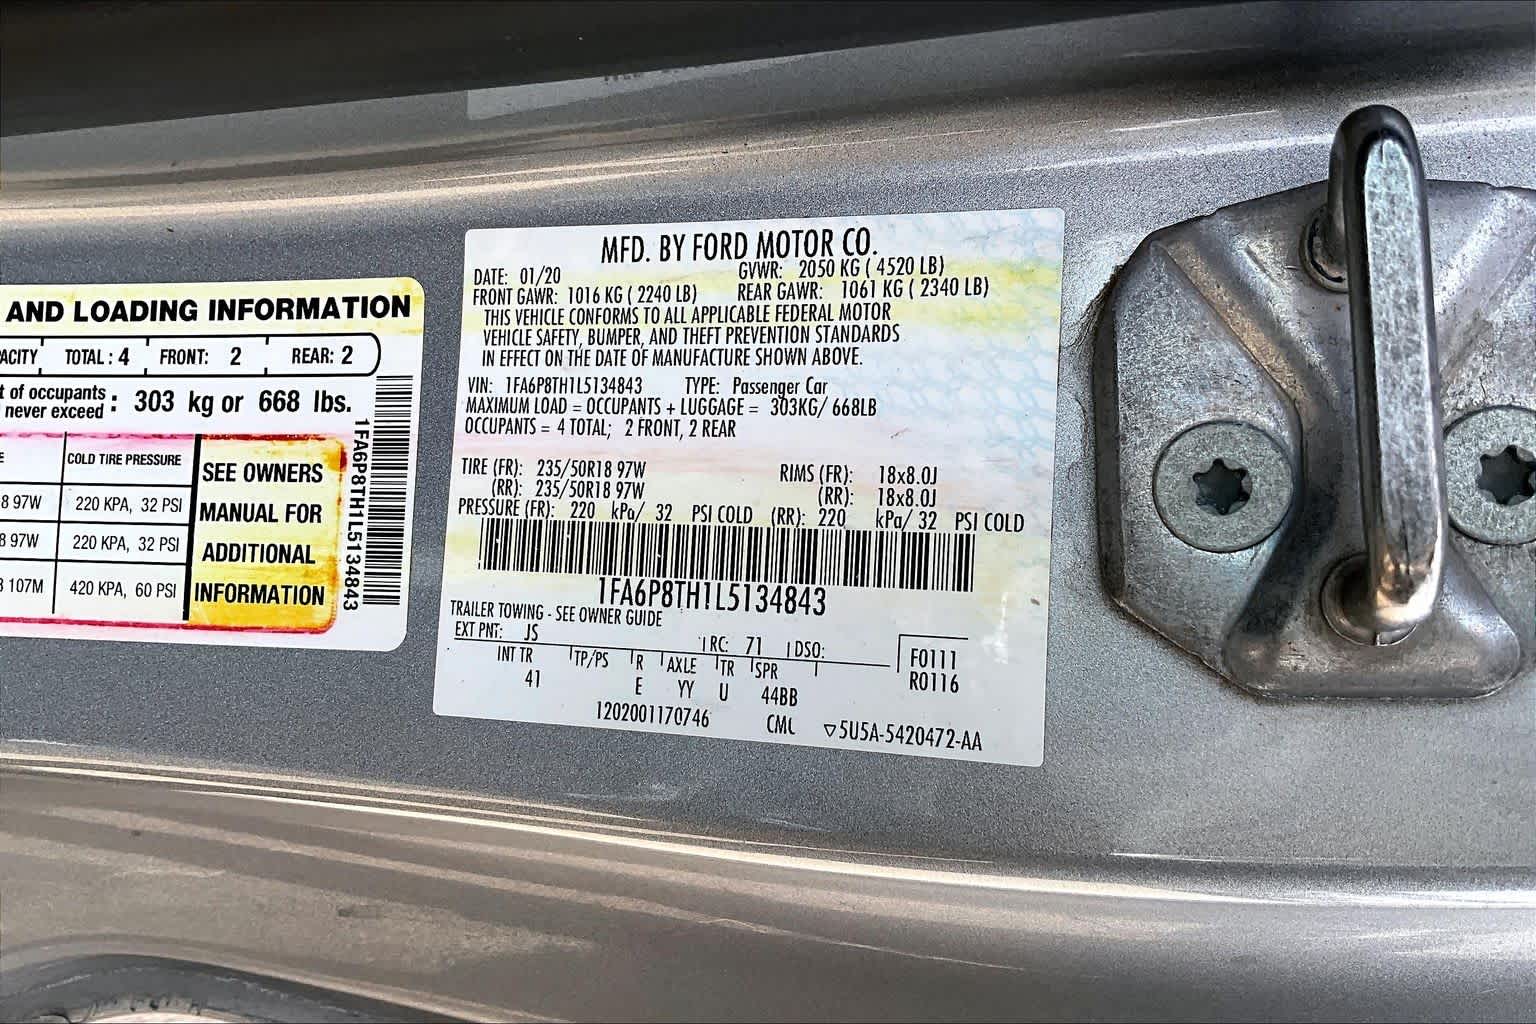 AND LOADING INFORMATION
TOTAL : 4 FRONT: 2 REAR: 2
of occupants
never exceed : 303 kg or 668 lbs.
COLD TIRE PRESSURE
97W 220 KPA, 32 PSI
97W 220 KPA, 32 PSI
107M 420 KPA, 60 PSI
SEE OWNERS
MANUAL FOR
ADDITIONAL
INFORMATION
1FA6P8TH1L5134843
MFD. BY FORD MOTOR CO.
DATE: 01/20 GVWR: 2050 KG ( 4520 LB)
FRONT GAWR: 1016 KG ( 2240 LB) REAR GAWR: 1061 KG ( 2340 LB)
THIS VEHICLE CONFORMS TO ALL APPLICABLE FEDERAL MOTOR
VEHICLE SAFETY, BUMPER, AND THEFT PREVENTION STANDARDS
IN EFFECT ON THE DATE OF MANUFACTURE SHOWN ABOVE.
VIN: 1FA6P8TH1L5134843 TYPE: Passenger Car
MAXIMUM LOAD = OCCUPANTS + LUGGAGE = 303KG/ 668LB
OCCUPANTS = 4 TOTAL; 2 FRONT, 2 REAR
TIRE (FR): 235/50R18 97W RIMS (FR): 18x8.0J
(RR): 235/50R18 97W (RR): 18x8.0J
PRESSURE (FR): 220 kPa/ 32 PSI COLD (RR): 220 kPa/ 32 PSI COLD
1FA6P8TH1L5134843
TRAILER TOWING - SEE OWNER GUIDE
EXT PNT: JS RC: 71 DSO:
INT TR TP/PS R AXLE TR SPR
41 E YY U 44BB
F0111
R0116
1202001170746 CML ▽5U5A-5420472-AA